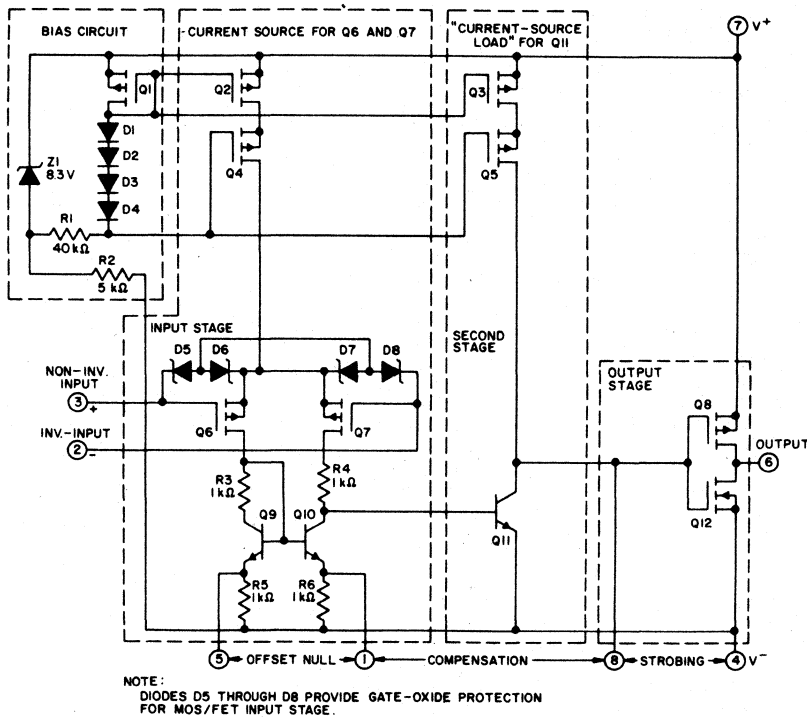 BIAS CIRCUIT
CURRENT SOURCE FOR Q6 AND Q7
"CURRENT-SOURCE
LOAD" FOR Q11
7 V+
Q1
Q2
Q3
D1
D2
D3
D4
Z1
8.3V
Q4
Q5
R1
40 kΩ
R2
5 kΩ
INPUT STAGE
D5
D6
D7
D8
SECOND
STAGE
OUTPUT
STAGE
NON-INV.
INPUT
3 +
Q6
Q7
Q8
INV.-INPUT
2 -
OUTPUT
6
R3
1kΩ
R4
1kΩ
Q9
Q10
Q11
Q12
R5
1kΩ
R6
1kΩ
5 OFFSET NULL 1 COMPENSATION 8 STROBING 4 V-
NOTE:
DIODES D5 THROUGH D8 PROVIDE GATE-OXIDE PROTECTION
FOR MOS/FET INPUT STAGE.